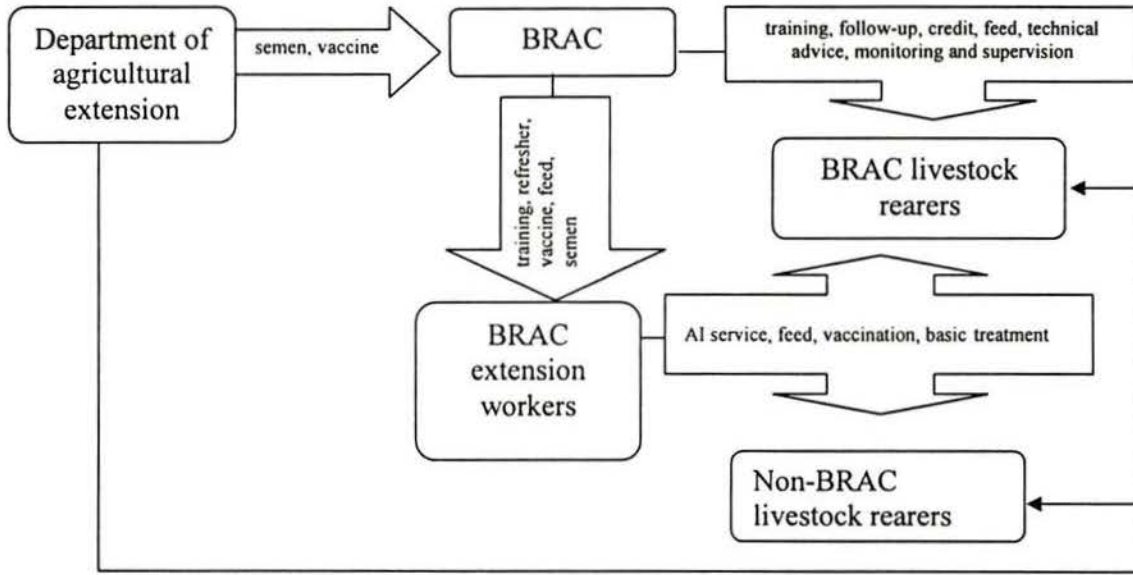 Department of
agricultural
extension
semen, vaccine
BRAC
training, follow-up, credit, feed, technical
advice, monitoring and supervision
training, refresher,
vaccine, feed,
semen
BRAC livestock
rearers
BRAC
extension
workers
AI service, feed, vaccination, basic treatment
Non-BRAC
livestock rearers